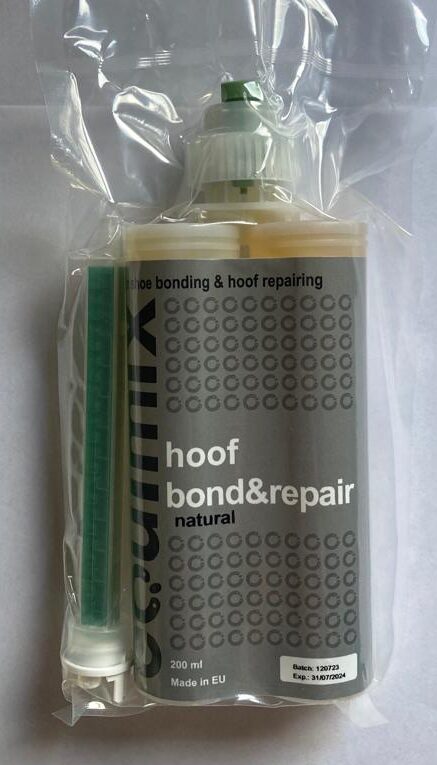 shoe bonding & hoof repairing
hoof
bond&repair
natural
200 ml
Made in EU
Batch: 120723
Exp.: 31/07/2024